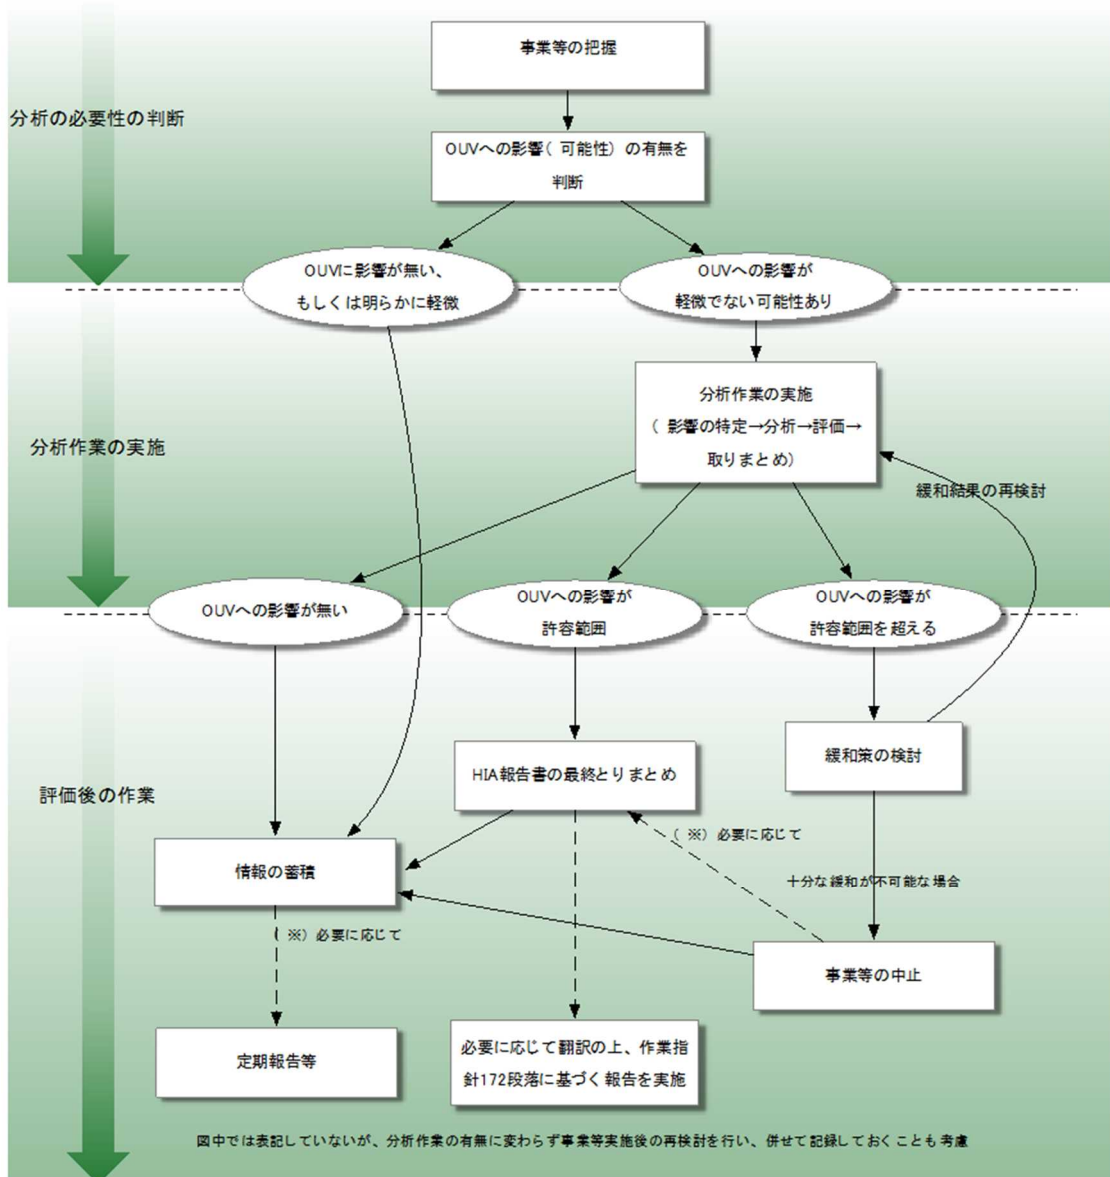 事業等の把握
分析の必要性の判断
OUVへの影響( 可能性) の有無を
判断
OUVに影響が無い、
もしくは明らかに軽微
OUVへの影響が
軽微でない可能性あり
分析作業の実施
( 影響の特定→分析→評価→
取りまとめ)
分析作業の実施
緩和結果の再検討
OUVへの影響が無い
OUVへの影響が
許容範囲
OUVへの影響が
許容範囲を超える
評価後の作業
HIA報告書の最終とりまとめ
緩和策の検討
( ※) 必要に応じて
情報の蓄積
十分な緩和が不可能な場合
( ※) 必要に応じて
事業等の中止
定期報告等
必要に応じて翻訳の上、作業指
針172段落に基づく報告を実施
図中では表記していないが、分析作業の有無に変わらず事業等実施後の再検討を行い、併せて記録しておくことも考慮